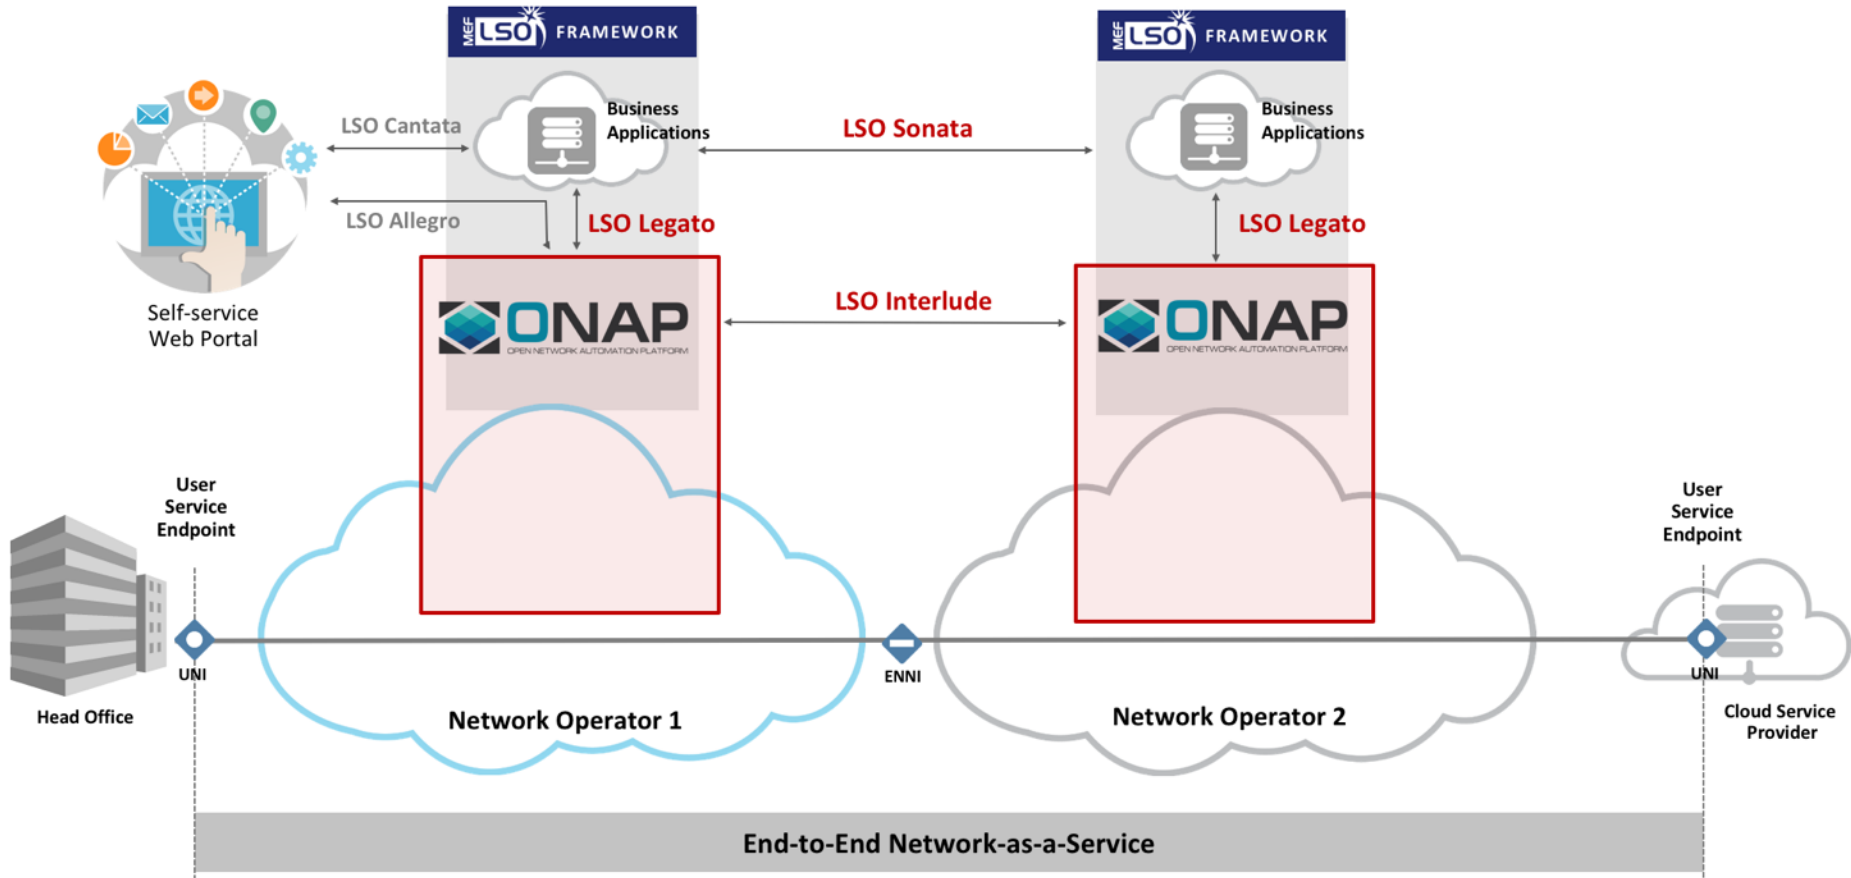 MEF LSO FRAMEWORK
MEF LSO FRAMEWORK
Business
Applications
Business
Applications
LSO Cantata
LSO Sonata
LSO Allegro
LSO Legato
LSO Legato
Self-service
Web Portal
ONAP
OPEN NETWORK AUTOMATION PLATFORM
LSO Interlude
ONAP
OPEN NETWORK AUTOMATION PLATFORM
User
Service
Endpoint
User
Service
Endpoint
UNI
ENNI
UNI
Head Office
Network Operator 1
Network Operator 2
Cloud Service
Provider
End-to-End Network-as-a-Service